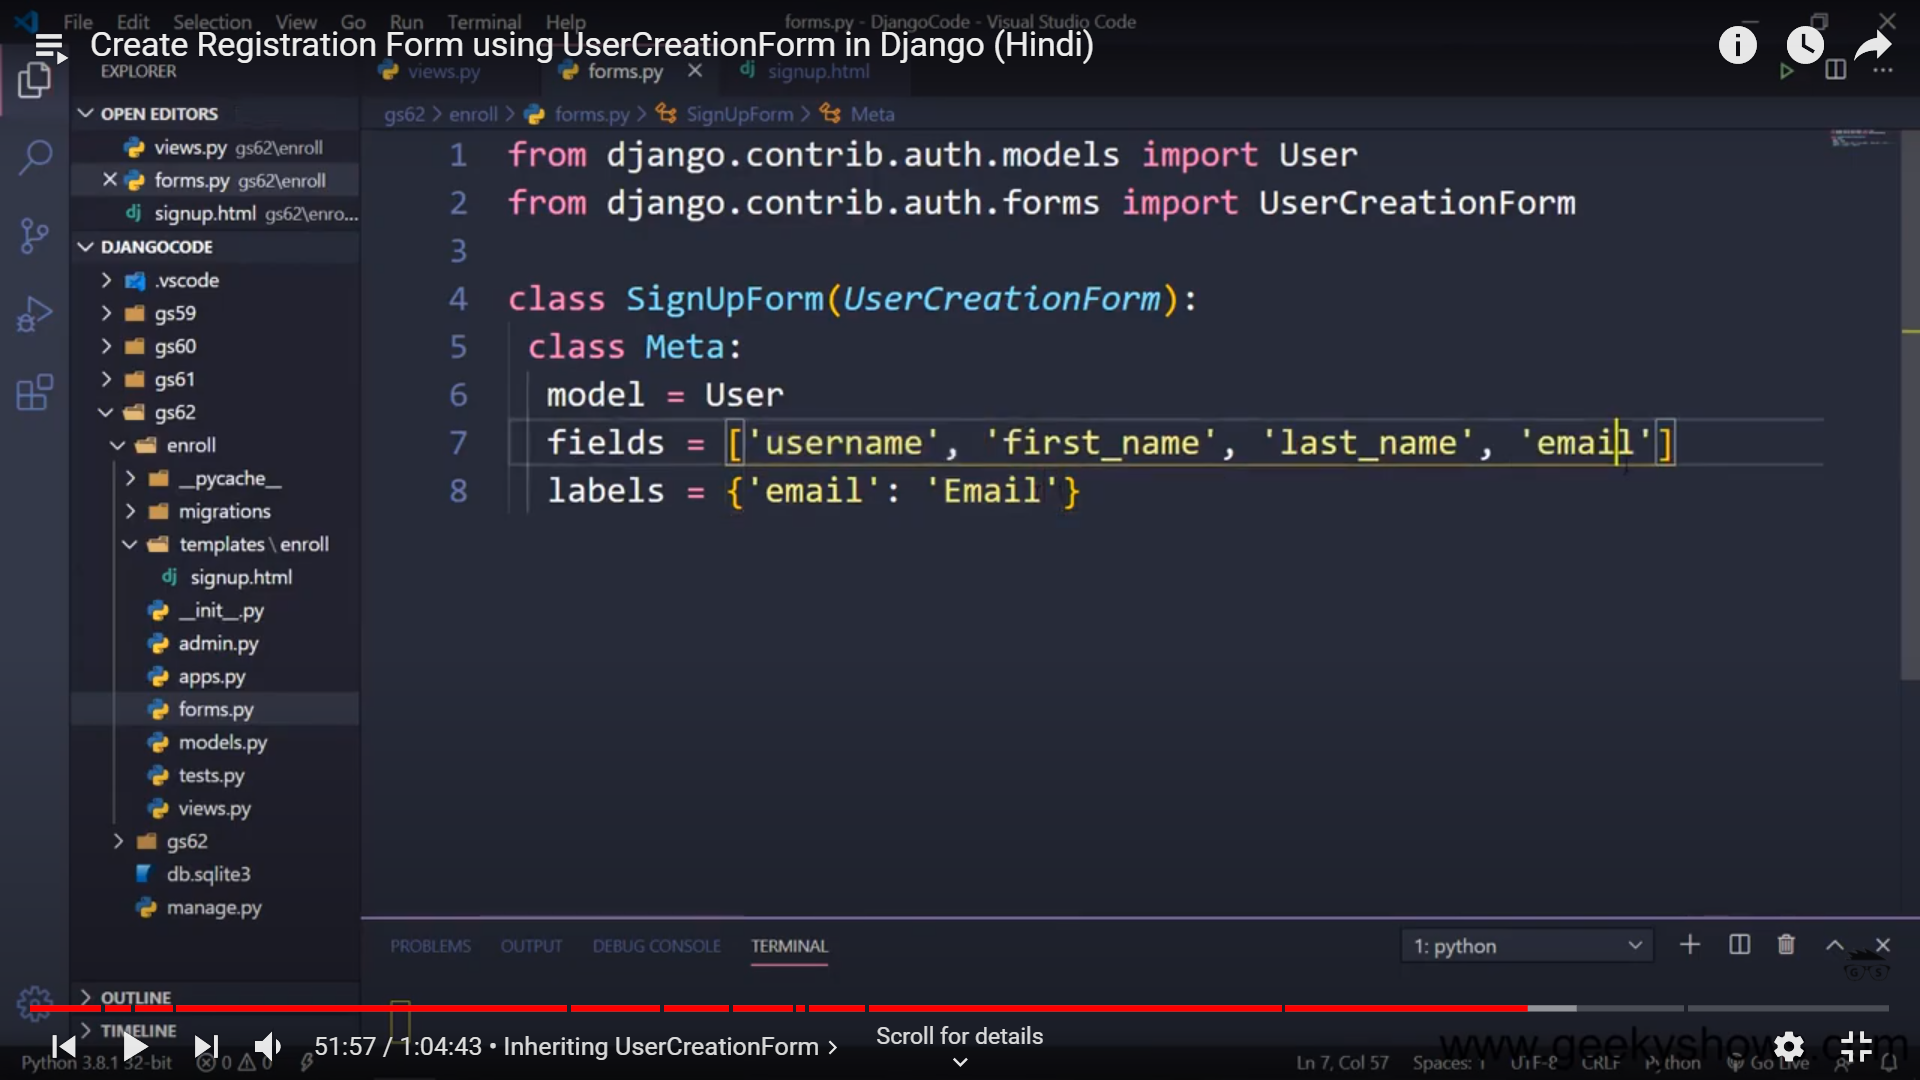 File Edit Selection View Go Run Terminal Help
forms.py - DjangoCode - Visual Studio Code
Create Registration Form using UserCreationForm in Django (Hindi)
EXPLORER
views.py forms.py signup.html
OPEN EDITORS
views.py gs62\enroll
forms.py gs62\enroll
signup.html gs62\enro...
DJANGOCODE
.vscode
gs59
gs60
gs61
gs62
enroll
__pycache__
migrations
templates \ enroll
signup.html
__init__.py
admin.py
apps.py
forms.py
models.py
tests.py
views.py
gs62
db.sqlite3
manage.py
OUTLINE
TIMELINE
gs62 > enroll > forms.py > SignUpForm > Meta
1 from django.contrib.auth.models import User
2 from django.contrib.auth.forms import UserCreationForm
3
4 class SignUpForm(UserCreationForm):
5 class Meta:
6 model = User
7 fields = ['username', 'first_name', 'last_name', 'email']
8 labels = {'email': 'Email'}
PROBLEMS OUTPUT DEBUG CONSOLE TERMINAL
1: python
51:57 / 1:04:43 • Inheriting UserCreationForm >
Scroll for details
Python 3.8.1 32-bit 0 0
Ln 7, Col 57 Spaces: 1 UTF-8 CRLF Python Go Live